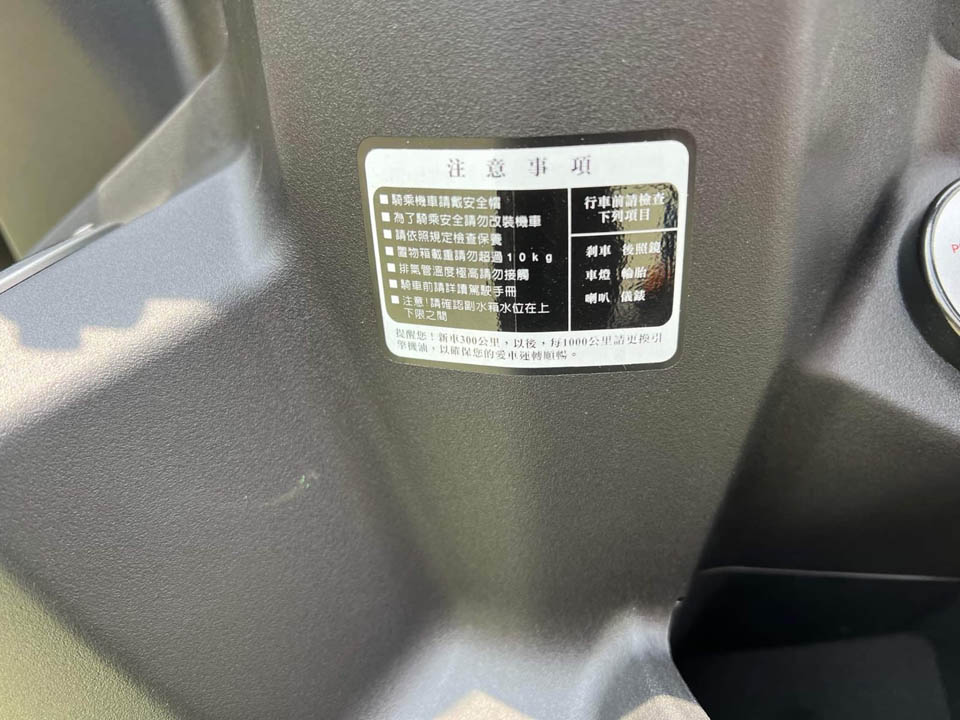 注意事項
■騎乘機車請戴安全帽
■為了騎乘安全請勿改裝機車
■請依照規定檢查保養
■置物箱載重請勿超過10kg
■排氣管溫度極高請勿接觸
■騎車前請詳讀駕駛手冊
■注意!請確認副水箱水位在上
下限之間
行車前請檢查
下列項目
剎車 後照鏡
車燈 輪胎
喇叭 儀錶
提醒您!新車300公里,以後,每1000公里請更換引
擎機油,以確保您的愛車運轉順暢。
P